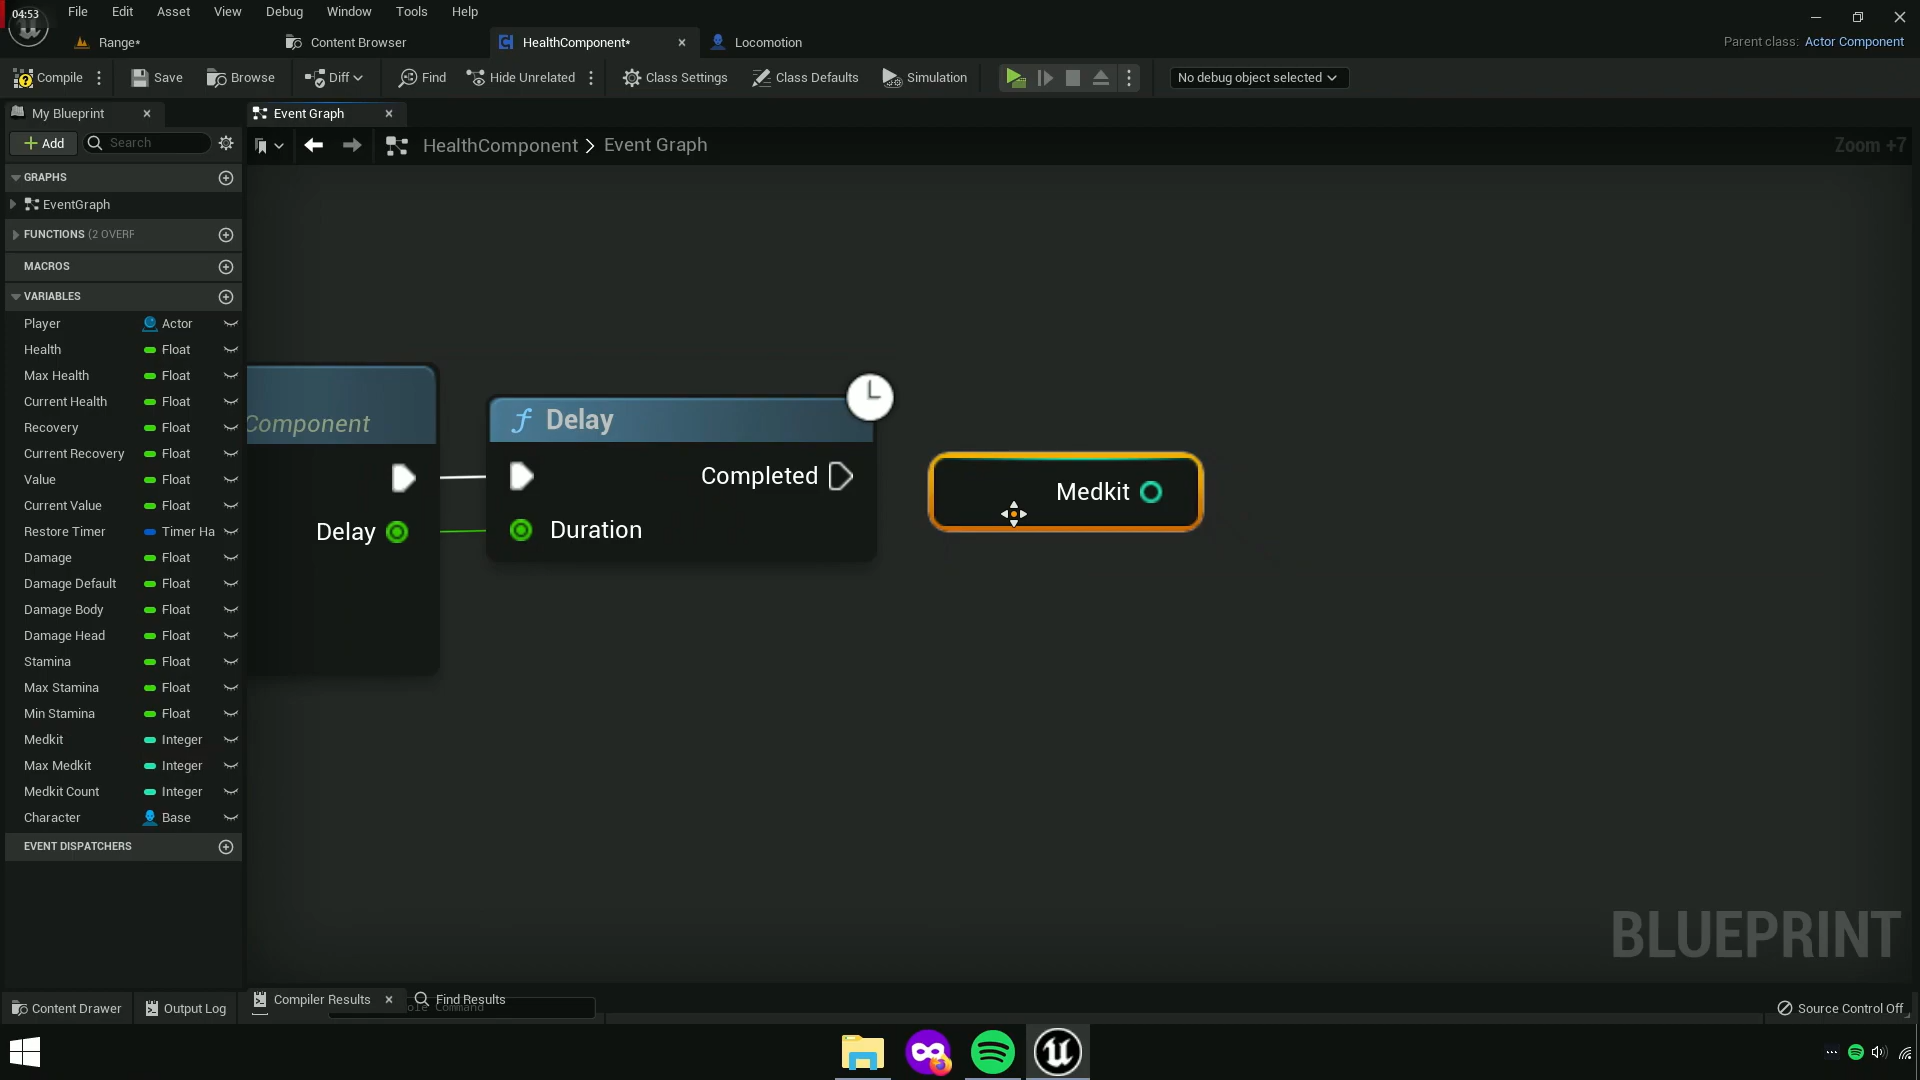 04:53
File Edit Asset View Debug Window Tools Help
Range* Content Browser HealthComponent* Locomotion
Parent class: Actor Component
Compile Save Browse Diff Find Hide Unrelated Class Settings Class Defaults Simulation No debug object selected
My Blueprint Event Graph
Add Search
HealthComponent > Event Graph Zoom +7
GRAPHS
EventGraph
FUNCTIONS (2 OVERF
MACROS
VARIABLES
Player Actor
Health Float
Max Health Float
Current Health Float
Recovery Float
Current Recovery Float
Value Float
Current Value Float
Restore Timer Timer Ha
Damage Float
Damage Default Float
Damage Body Float
Damage Head Float
Stamina Float
Max Stamina Float
Min Stamina Float
Medkit Integer
Max Medkit Integer
Medkit Count Integer
Character Base
EVENT DISPATCHERS
Component
Delay
Delay
Completed
Duration
Medkit
BLUEPRINT
Compiler Results Find Results
Content Drawer Output Log ole Command Source Control Off